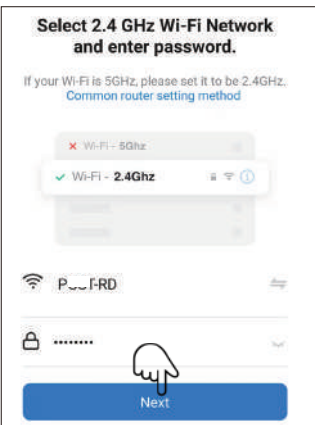 Select 2.4 GHz Wi-Fi Network
and enter password.
If your Wi-Fi is 5GHz, please set it to be 2.4GHz.
Common router setting method
Wi-Fi - 5Ghz
Wi-Fi - 2.4Ghz
Next